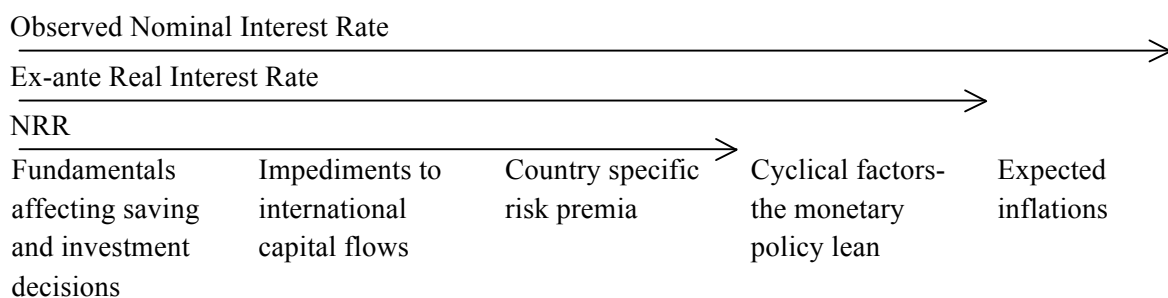 Observed Nominal Interest Rate
Ex-ante Real Interest Rate
NRR
Fundamentals
affecting saving
and investment
decisions
Impediments to
international
capital flows
Country specific
risk premia
Cyclical factors-
the monetary
policy lean
Expected
inflations